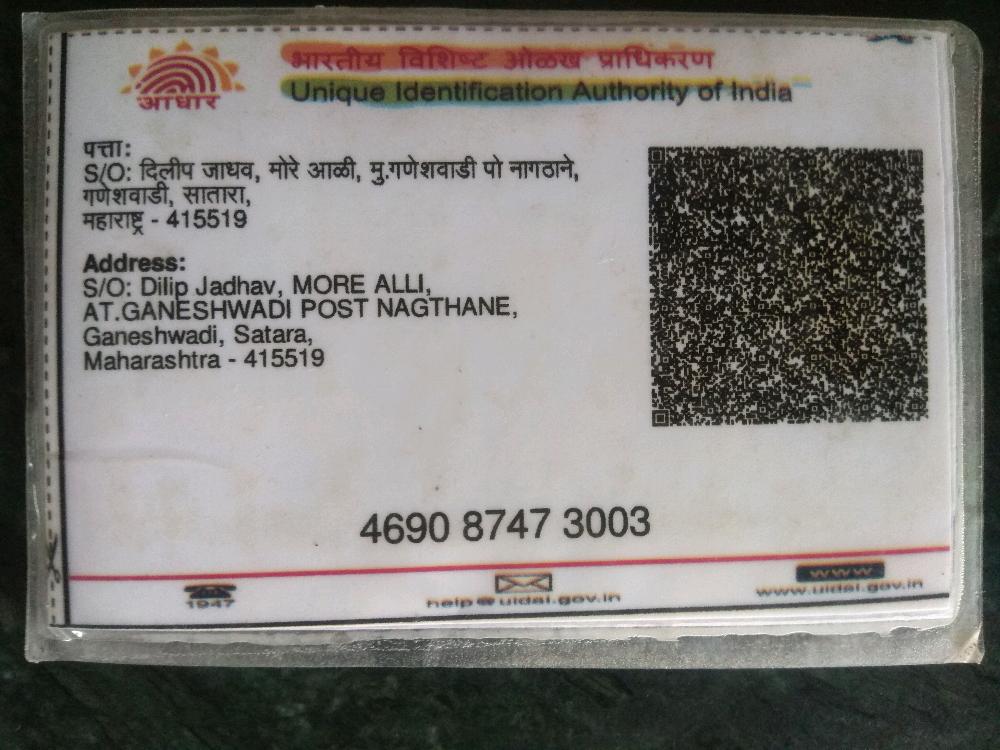 भारतीय विशिष्ट ओळख प्राधिकरण
Unique Identification Authority of India
आधार
पत्ता:
S/O: दिलीप जाधव, मोरे आळी, मु.गणेशवाडी पो नागठाने,
गणेशवाडी, सातारा,
महाराष्ट्र - 415519
Address:
S/O: Dilip Jadhav, MORE ALLI,
AT.GANESHWADI POST NAGTHANE,
Ganeshwadi, Satara,
Maharashtra - 415519
4690 8747 3003
1947
help@uidai.gov.in
www
www.uidai.gov.in